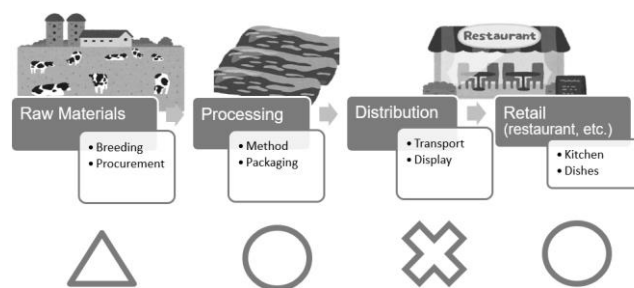 Restaurant
Raw Materials
• Breeding
• Procurement
Processing
• Method
• Packaging
Distribution
• Transport
• Display
Retail
(restaurant, etc.)
• Kitchen
• Dishes